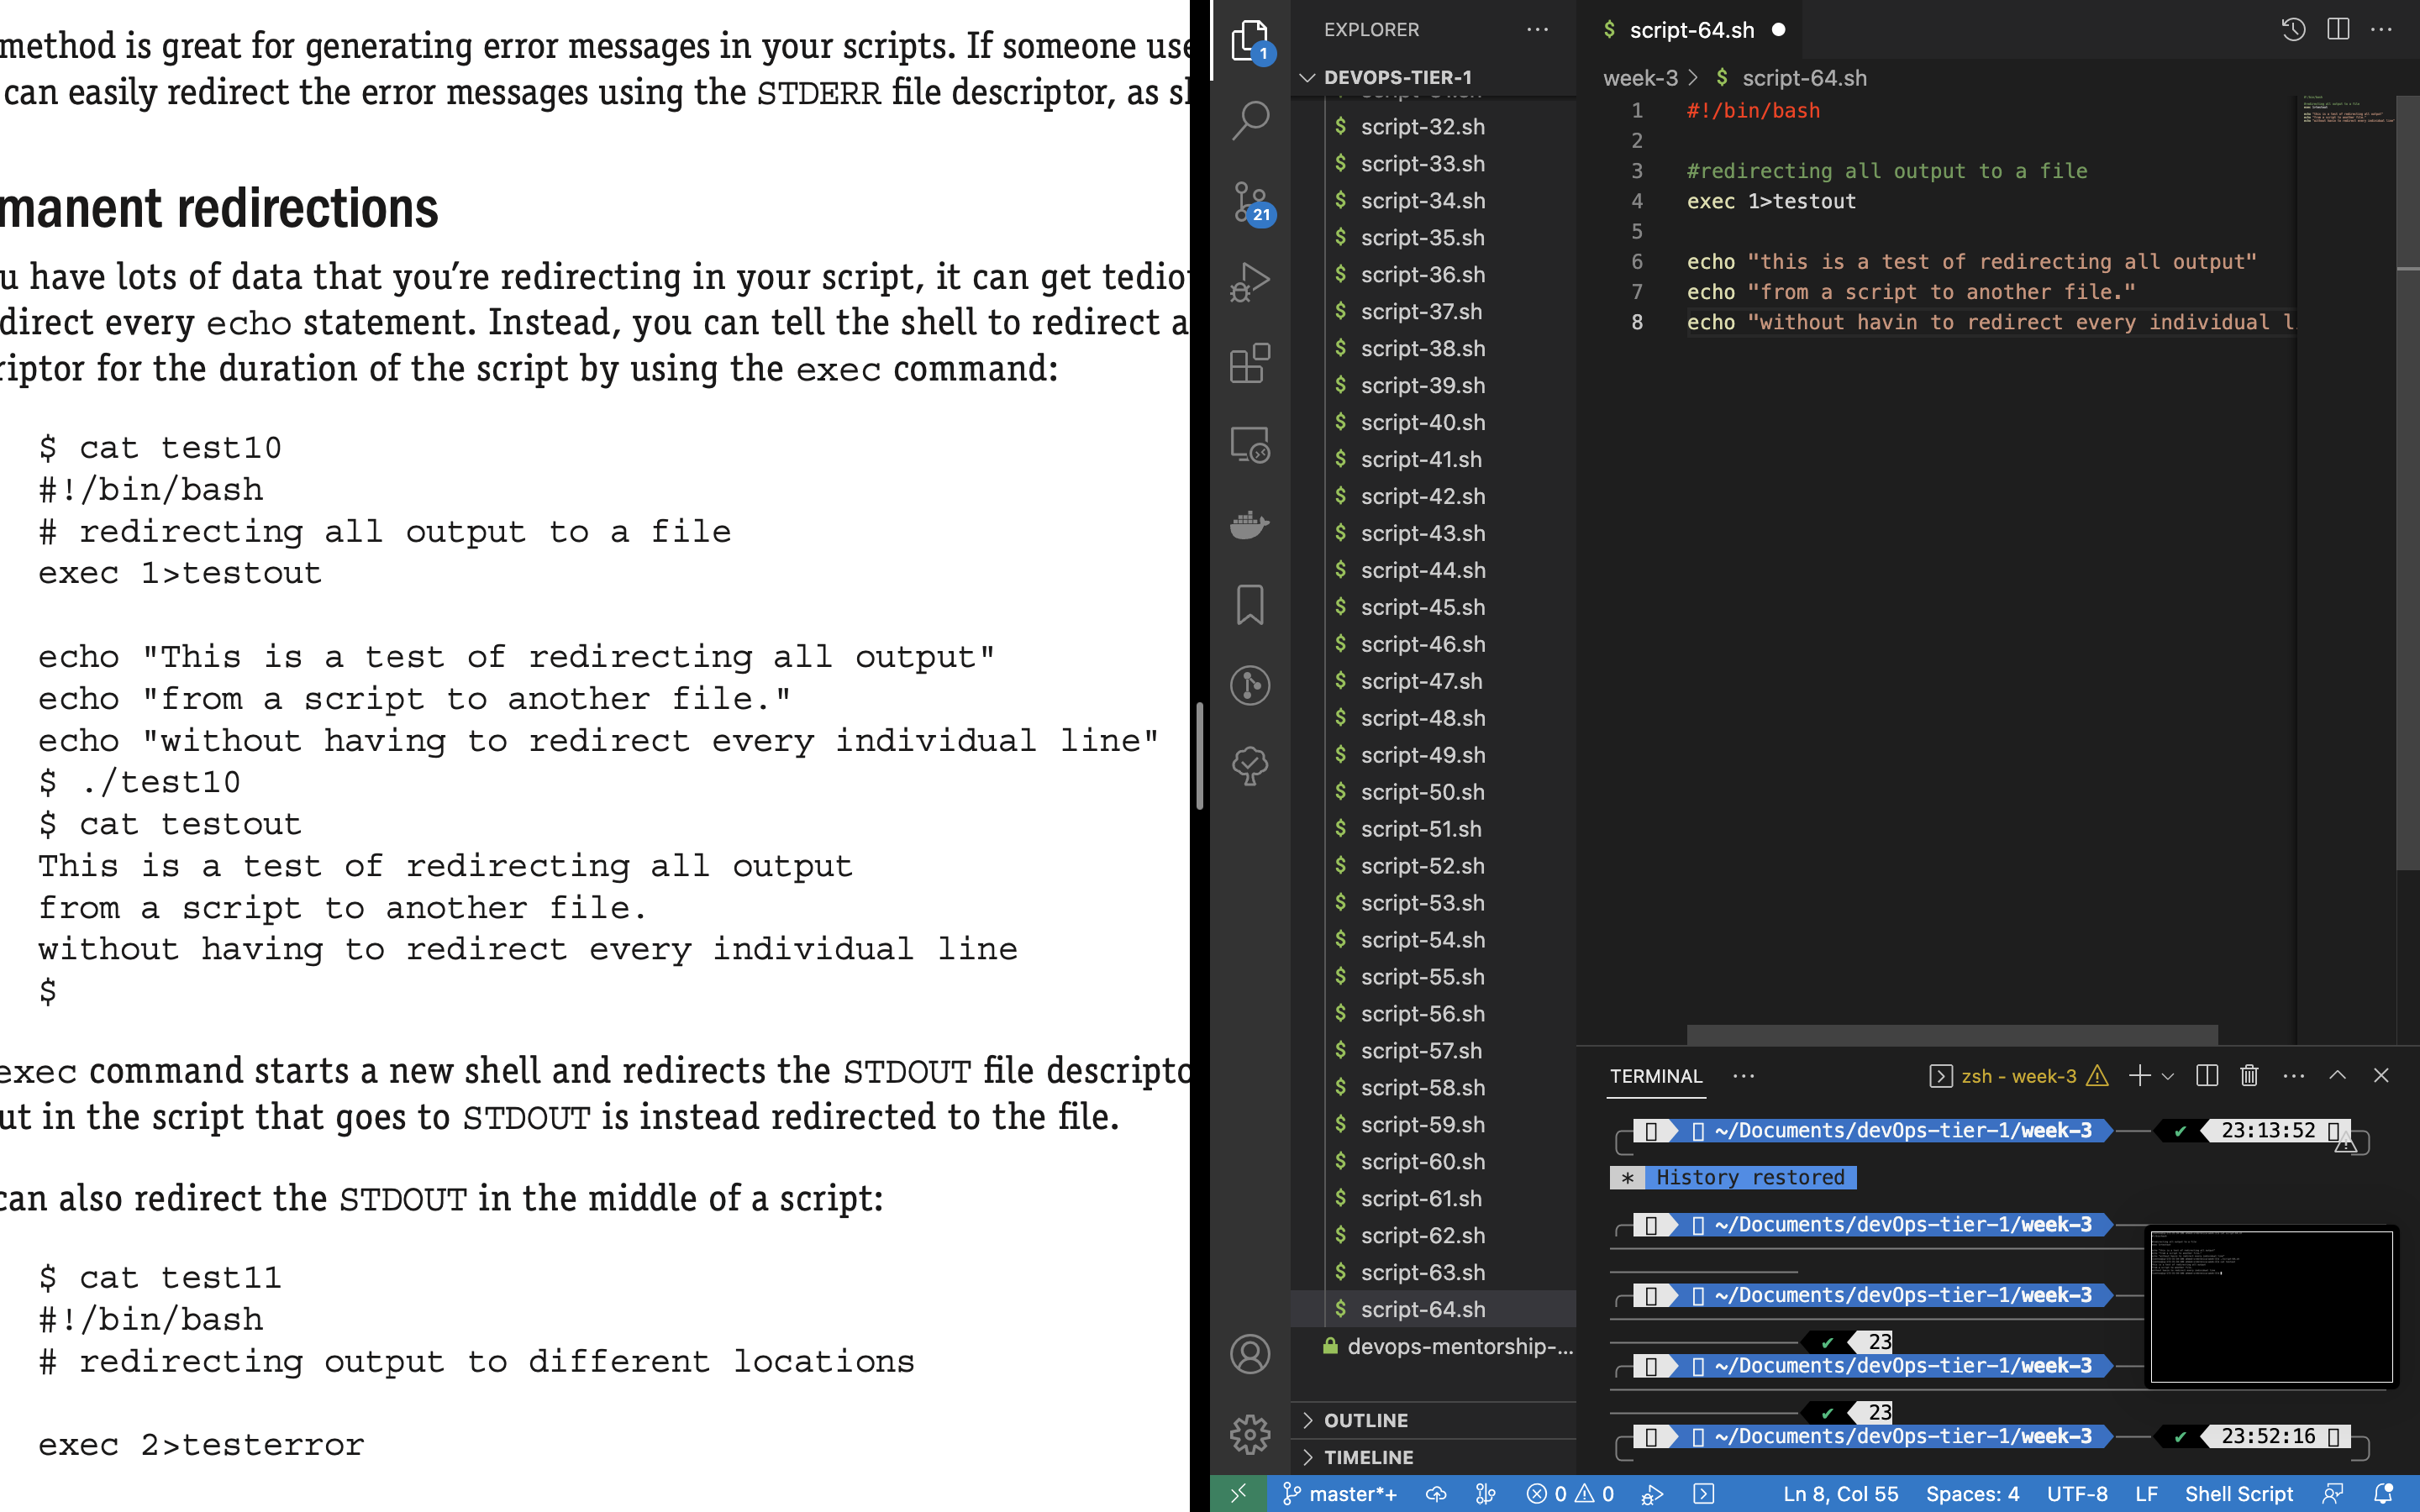 method is great for generating error messages in your scripts. If someone use
can easily redirect the error messages using the STDERR file descriptor, as sl
manent redirections
u have lots of data that you're redirecting in your script, it can get tedio
direct every echo statement. Instead, you can tell the shell to redirect a
riptor for the duration of the script by using the exec command:
$ cat test10
#!/bin/bash
# redirecting all output to a file
exec 1>testout
echo "This is a test of redirecting all output"
echo "from a script to another file."
echo "without having to redirect every individual line"
$ ./test10
$ cat testout
This is a test of redirecting all output
from a script to another file.
without having to redirect every individual line
$
exec command starts a new shell and redirects the STDOUT file descripto
ut in the script that goes to STDOUT is instead redirected to the file.
can also redirect the STDOUT in the middle of a script:
$ cat test11
#!/bin/bash
# redirecting output to different locations
exec 2>testerror
1
21
EXPLORER
DEVOPS-TIER-1
$ script-32.sh
$ script-33.sh
$ script-34.sh
$ script-35.sh
$ script-36.sh
$ script-37.sh
$ script-38.sh
$ script-39.sh
$ script-40.sh
$ script-41.sh
$ script-42.sh
$ script-43.sh
$ script-44.sh
$ script-45.sh
$ script-46.sh
$ script-47.sh
$ script-48.sh
$ script-49.sh
$ script-50.sh
$ script-51.sh
$ script-52.sh
$ script-53.sh
$ script-54.sh
$ script-55.sh
$ script-56.sh
$ script-57.sh
$ script-58.sh
$ script-59.sh
$ script-60.sh
$ script-61.sh
$ script-62.sh
$ script-63.sh
$ script-64.sh
devops-mentorship-...
OUTLINE
TIMELINE
$ script-64.sh
week-3 > $ script-64.sh
1 #!/bin/bash
2
3 #redirecting all output to a file
4 exec 1>testout
5
6 echo "this is a test of redirecting all output"
7 echo "from a script to another file."
8 echo "without havin to redirect every individual l
TERMINAL
zsh - week-3
~/Documents/devOps-tier-1/week-3 ✔ 23:13:52
* History restored
~/Documents/devOps-tier-1/week-3
~/Documents/devOps-tier-1/week-3
✔ 23
~/Documents/devOps-tier-1/week-3
✔ 23
~/Documents/devOps-tier-1/week-3 ✔ 23:52:16
master*+ 0 0 Ln 8, Col 55 Spaces: 4 UTF-8 LF Shell Script